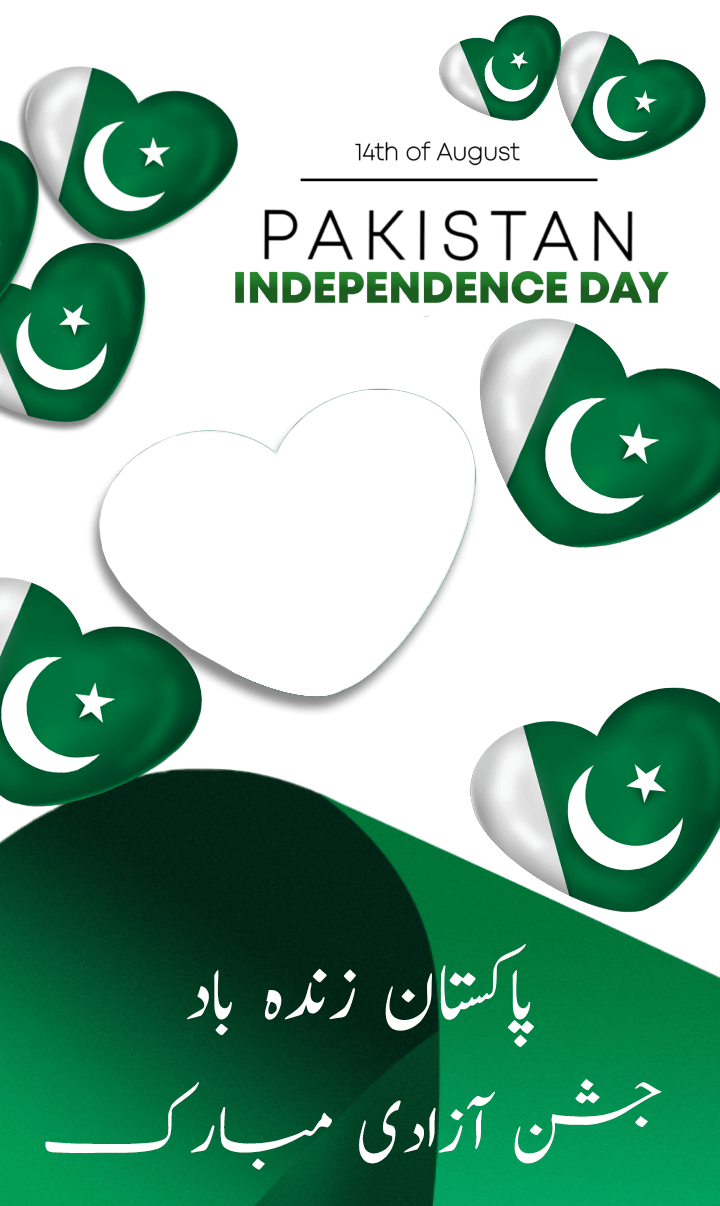 14th of August
PAKISTAN
INDEPENDENCE DAY
پاکستان زندہ باد
جشن آزادی مبارک